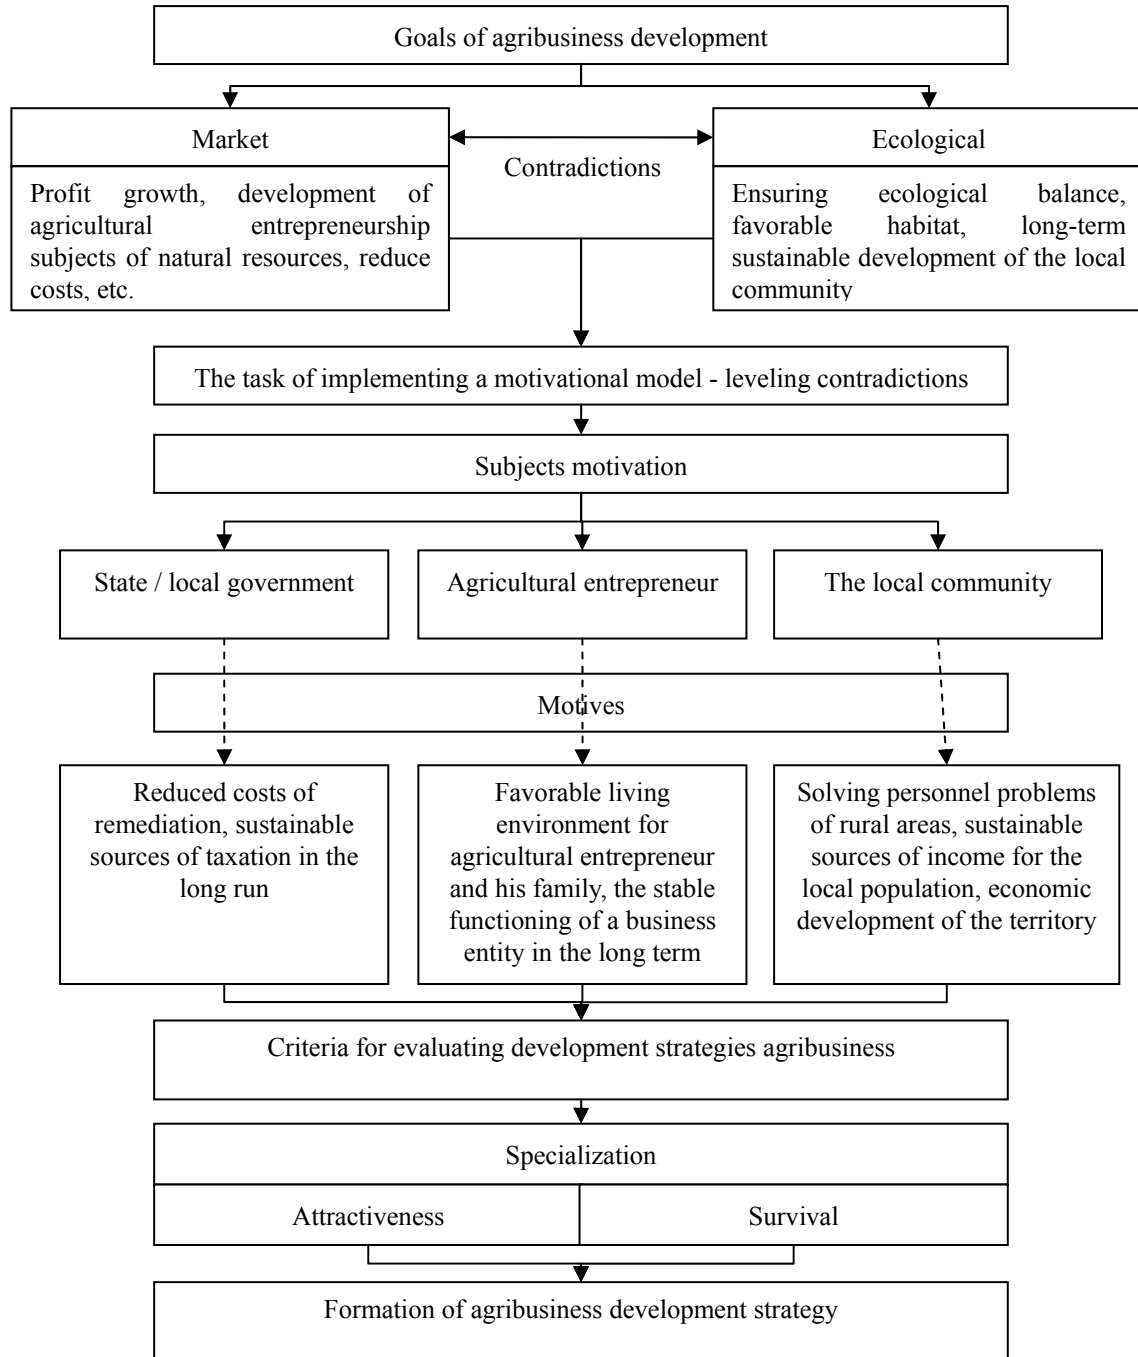 Goals of agribusiness development
Market
Ecological
Contradictions
Profit growth, development of
agricultural entrepreneurship
subjects of natural resources, reduce
costs, etc.
Ensuring ecological balance,
favorable habitat, long-term
sustainable development of the local
community
The task of implementing a motivational model - leveling contradictions
Subjects motivation
State / local government
Agricultural entrepreneur
The local community
Motives
Reduced costs of
remediation, sustainable
sources of taxation in the
long run
Favorable living
environment for
agricultural entrepreneur
and his family, the stable
functioning of a business
entity in the long term
Solving personnel problems
of rural areas, sustainable
sources of income for the
local population, economic
development of the territory
Criteria for evaluating development strategies agribusiness
Specialization
Attractiveness
Survival
Formation of agribusiness development strategy